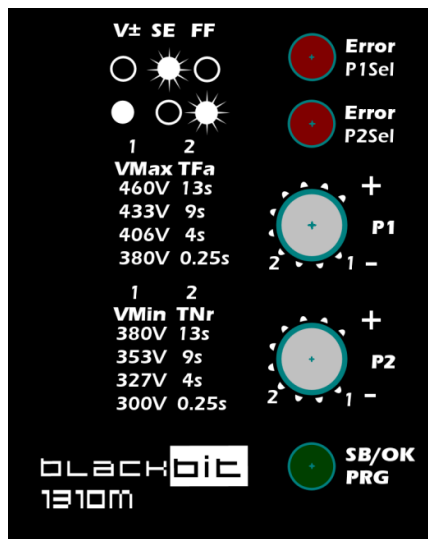 V± SE FF
Error
P1Sel
Error
P2Sel
1 2
VMax TFa
460V 13s
433V 9s
406V 4s
380V 0.25s
+
P1
2 1 -
1 2
VMin TNr
380V 13s
353V 9s
327V 4s
300V 0.25s
+
P2
2 1 -
SB/OK
PRG
blackbit
1310M